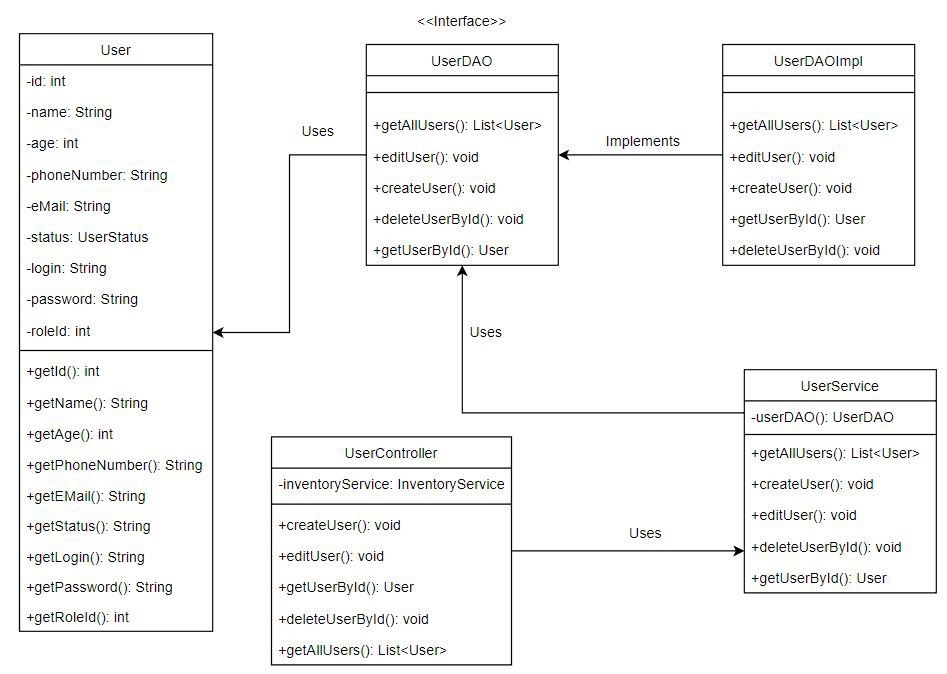 <<Interface>>
User
-id: int
-name: String
-age: int
-phoneNumber: String
-eMail: String
-status: UserStatus
-login: String
-password: String
-roleId: int
+getId(): int
+getName(): String
+getAge(): int
+getPhoneNumber(): String
+getEMail(): String
+getStatus(): String
+getLogin(): String
+getPassword(): String
+getRoleId(): int
Uses
UserDAO
+getAllUsers(): List<User>
+editUser(): void
+createUser(): void
+deleteUserById(): void
+getUserById(): User
Implements
UserDAOImpl
+getAllUsers(): List<User>
+editUser(): void
+createUser(): void
+getUserById(): User
+deleteUserById(): void
Uses
UserController
-inventoryService: InventoryService
+createUser(): void
+editUser(): void
+getUserById(): User
+deleteUserById(): void
+getAllUsers(): List<User>
Uses
UserService
-userDAO(): UserDAO
+getAllUsers(): List<User>
+createUser(): void
+editUser(): void
+deleteUserById(): void
+getUserById(): User